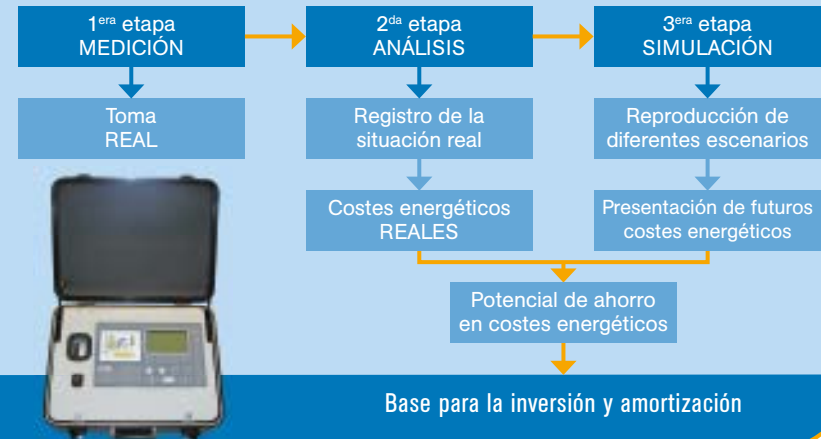 1era etapa
MEDICIÓN
2da etapa
ANÁLISIS
3era etapa
SIMULACIÓN
Toma
REAL
Registro de la
situación real
Reproducción de
diferentes escenarios
Costes energéticos
REALES
Presentación de futuros
costes energéticos
Potencial de ahorro
en costes energéticos
Base para la inversión y amortización